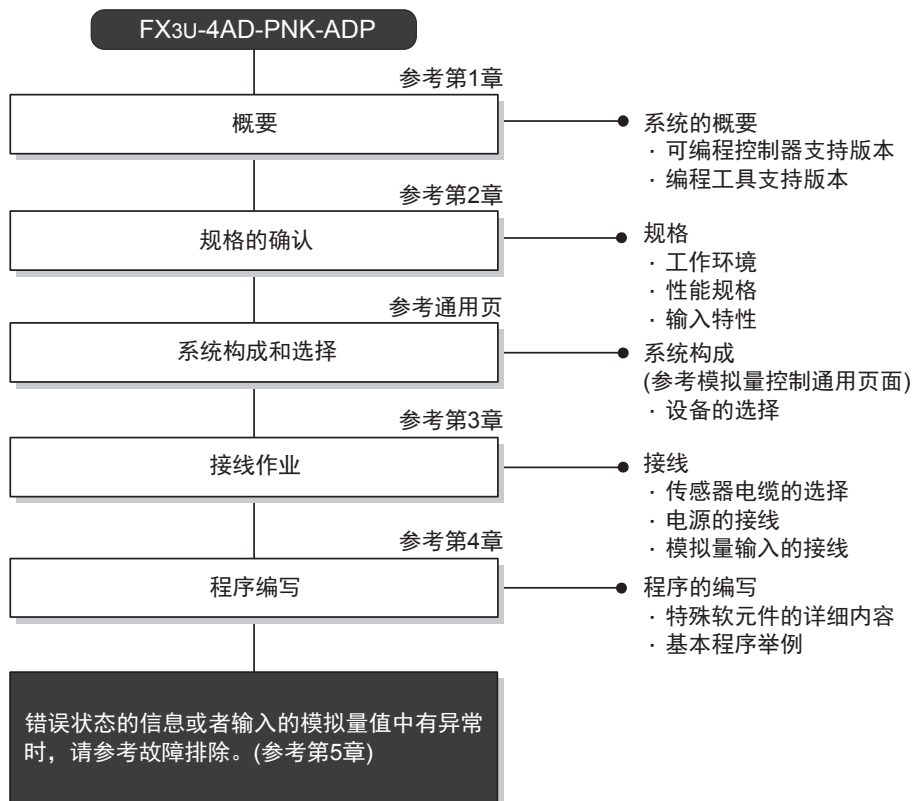 FX3U-4AD-PNK-ADP
参考第1章
概要
系统的概要
· 可编程控制器支持版本
· 编程工具支持版本
参考第2章
规格的确认
规格
· 工作环境
· 性能规格
· 输入特性
参考通用页
系统构成和选择
系统构成
(参考模拟量控制通用页面)
· 设备的选择
参考第3章
接线作业
接线
· 传感器电缆的选择
· 电源的接线
· 模拟量输入的接线
参考第4章
程序编写
程序的编写
· 特殊软元件的详细内容
· 基本程序举例
错误状态的信息或者输入的模拟量值中有异常
时，请参考故障排除。(参考第5章)